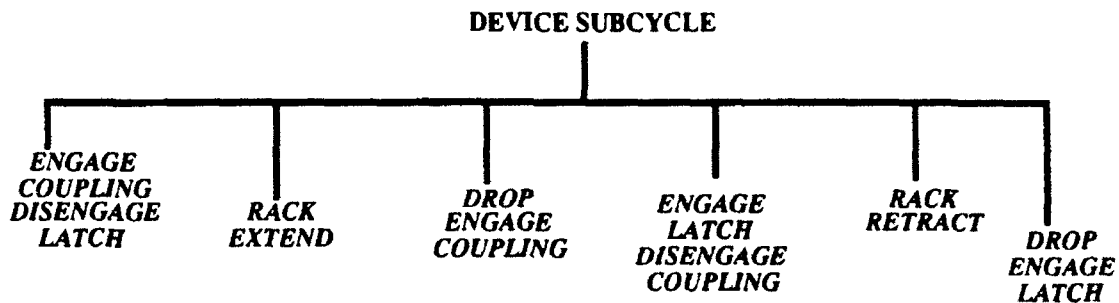 DEVICE SUBCYCLE
ENGAGE
COUPLING
DISENGAGE
LATCH
RACK
EXTEND
DROP
ENGAGE
COUPLING
ENGAGE
LATCH
DISENGAGE
COUPLING
RACK
RETRACT
DROP
ENGAGE
LATCH